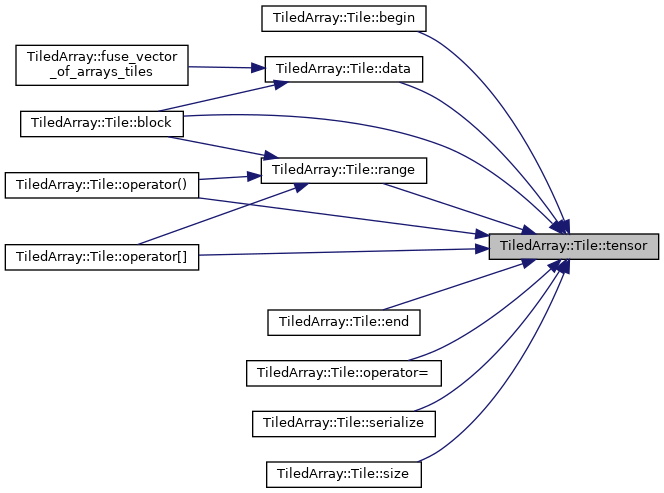 TiledArray::Tile::begin
TiledArray::fuse_vector
_of_arrays_tiles
TiledArray::Tile::data
TiledArray::Tile::block
TiledArray::Tile::range
TiledArray::Tile::operator()
TiledArray::Tile::tensor
TiledArray::Tile::operator[]
TiledArray::Tile::end
TiledArray::Tile::operator=
TiledArray::Tile::serialize
TiledArray::Tile::size